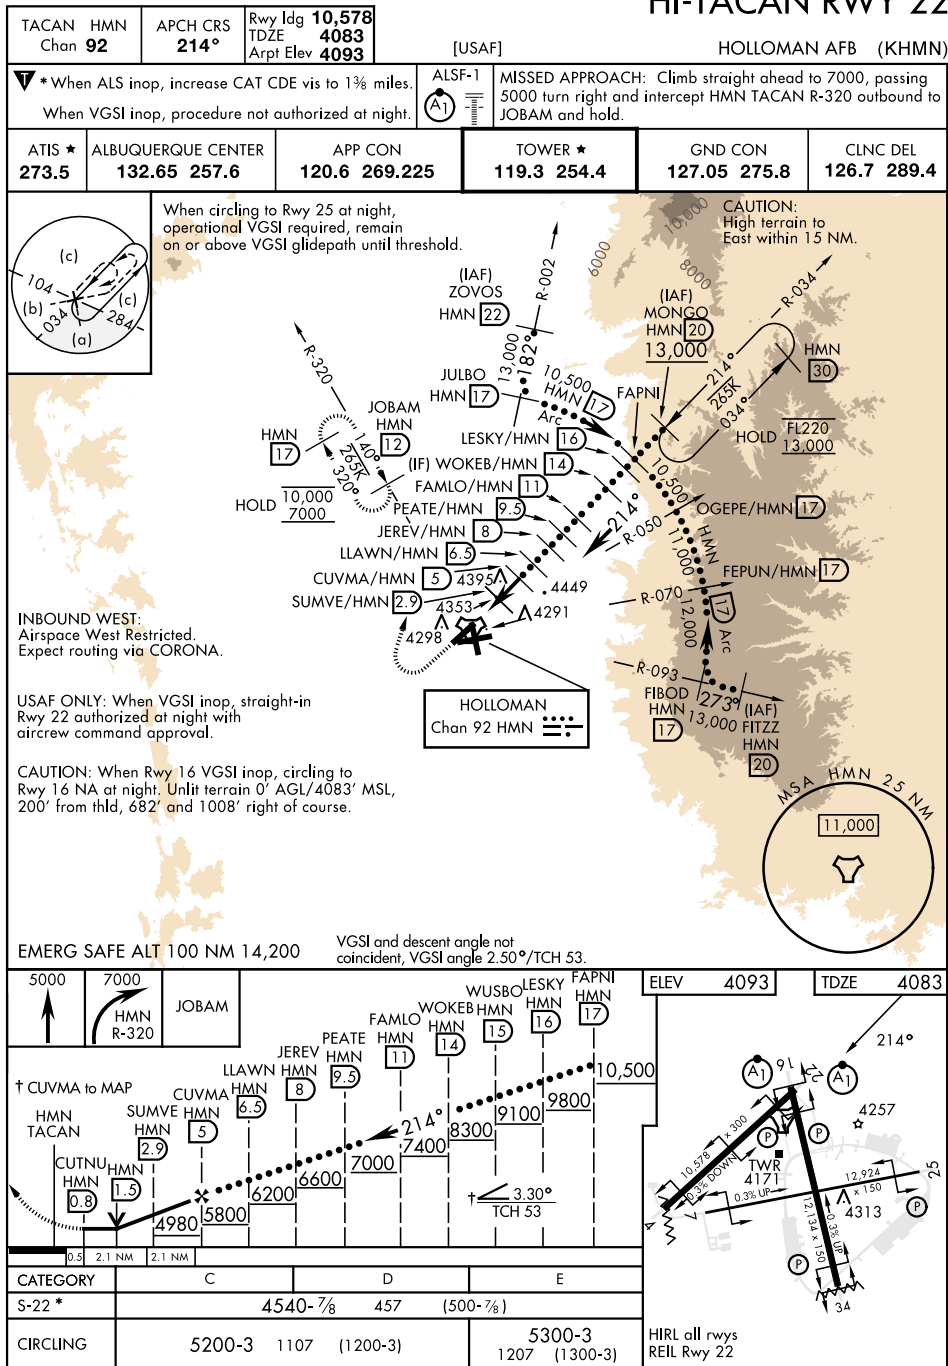 HI-TACAN RWY 22
TACAN HMN
Chan 92
APCH CRS
214°
Rwy ldg 10,578
TDZE 4083
Arpt Elev 4093
[USAF]
HOLLOMAN AFB (KHMN)
T * When ALS inop, increase CAT CDE vis to 1⅜ miles.
When VGSI inop, procedure not authorized at night.
ALSF-1
A1
MISSED APPROACH: Climb straight ahead to 7000, passing
5000 turn right and intercept HMN TACAN R-320 outbound to
JOBAM and hold.
ATIS ★
273.5
ALBUQUERQUE CENTER
132.65 257.6
APP CON
120.6 269.225
TOWER ★
119.3 254.4
GND CON
127.05 275.8
CLNC DEL
126.7 289.4
When circling to Rwy 25 at night,
operational VGSI required, remain
on or above VGSI glidepath until threshold.
CAUTION:
High terrain to
East within 15 NM.
(c)
104
(b)
(c)
034
284
(a)
10,000
6000
8000
R-002
R-034
R-320
(IAF)
ZOVOS
HMN 22
13,000
182°
(IAF)
MONGO
HMN 20
13,000
214°
265K
034°
HMN
30
HOLD FL220
13,000
JULBO
HMN 17
10,500
HMN 17
Arc
FAPNI
JOBAM
HMN
12
HMN
17
140°
265K
320°
HOLD 10,000
7000
LESKY/HMN 16
(IF) WOKEB/HMN 14
FAMLO/HMN 11
PEATE/HMN 9.5
JEREV/HMN 8
LLAWN/HMN 6.5
CUVMA/HMN 5
SUMVE/HMN 2.9
214°
10,500
HMN
11,000
OGEPE/HMN 17
R-050
FEPUN/HMN 17
R-070
12,000
17
Arc
R-093
273°
13,000
FIBOD
HMN
17
(IAF)
FITZZ
HMN
20
4395
4449
4353
4291
4298
INBOUND WEST:
Airspace West Restricted.
Expect routing via CORONA.
USAF ONLY: When VGSI inop, straight-in
Rwy 22 authorized at night with
aircrew command approval.
HOLLOMAN
Chan 92 HMN
CAUTION: When Rwy 16 VGSI inop, circling to
Rwy 16 NA at night. Unlit terrain 0' AGL/4083' MSL,
200' from thld, 682' and 1008' right of course.
MSA HMN 25 NM
11,000
EMERG SAFE ALT 100 NM 14,200
VGSI and descent angle not
coincident, VGSI angle 2.50°/TCH 53.
5000
7000
HMN
R-320
JOBAM
† CUVMA to MAP
HMN
TACAN
CUTNU
HMN
0.8
HMN
1.5
SUMVE
HMN
2.9
CUVMA
HMN
5
LLAWN
HMN
6.5
JEREV
HMN
8
PEATE
HMN
9.5
FAMLO
HMN
11
WOKEB
HMN
14
WUSBO
HMN
15
LESKY
HMN
16
FAPNI
HMN
17
214°
4980
5800
6200
6600
7000
7400
8300
9100
9800
10,500
† 3.30°
TCH 53
0.5
2.1 NM
2.1 NM
ELEV 4093
TDZE 4083
214°
A1
16
22
A1
4257
P
P
10,578 x 300
0.3% DOWN
TWR
4171
12,924 x 150
0.3% UP
25
4
7
4313
P
12,134 x 150
0.3% UP
P
34
HIRL all rwys
REIL Rwy 22
CATEGORY C D E
S-22 * 4540-⅞ 457 (500-⅞)
CIRCLING 5200-3 1107 (1200-3) 5300-3
1207 (1300-3)